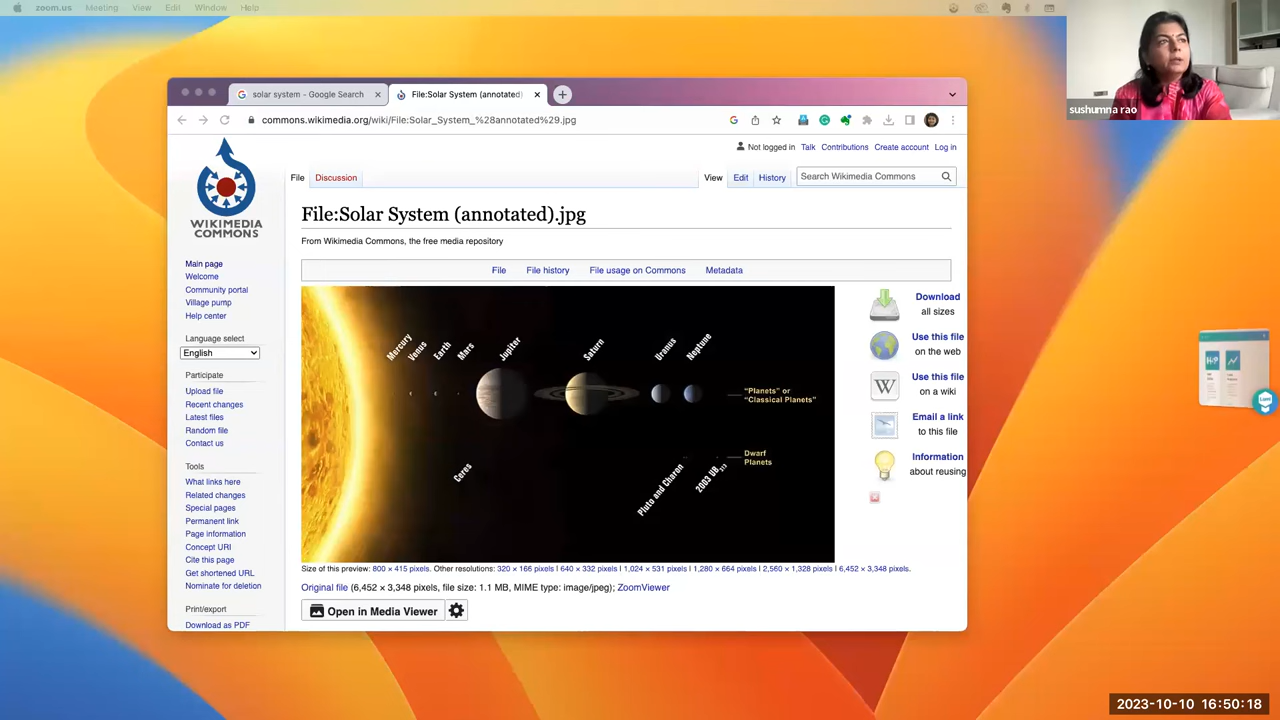 zoom.us Meeting View Edit Window Help
sushumna rao
solar system - Google Search
File:Solar System (annotated)
commons.wikimedia.org/wiki/File:Solar_System_%28annotated%29.jpg
Not logged in Talk Contributions Create account Log in
File Discussion View Edit History Search Wikimedia Commons
WIKIMEDIA
COMMONS
File:Solar System (annotated).jpg
From Wikimedia Commons, the free media repository
File File history File usage on Commons Metadata
Main page
Welcome
Community portal
Village pump
Help center
Language select
English
Participate
Upload file
Recent changes
Latest files
Random file
Contact us
Tools
What links here
Related changes
Special pages
Permanent link
Page information
Concept URI
Cite this page
Get shortened URL
Nominate for deletion
Print/export
Download as PDF
Mercury
Venus
Earth
Mars
Jupiter
Saturn
Uranus
Neptune
"Planets" or
"Classical Planets"
Ceres
Pluto and Charon
2003 UB313
Dwarf
Planets
Download
all sizes
Use this file
on the web
W
Use this file
on a wiki
Email a link
to this file
Information
about reusing
Size of this preview: 800 × 415 pixels. Other resolutions: 320 × 166 pixels | 640 × 332 pixels | 1,024 × 531 pixels | 1,280 × 664 pixels | 2,560 × 1,328 pixels | 6,452 × 3,348 pixels.
Original file (6,452 × 3,348 pixels, file size: 1.1 MB, MIME type: image/jpeg); ZoomViewer
Open in Media Viewer
2023-10-10 16:50:18